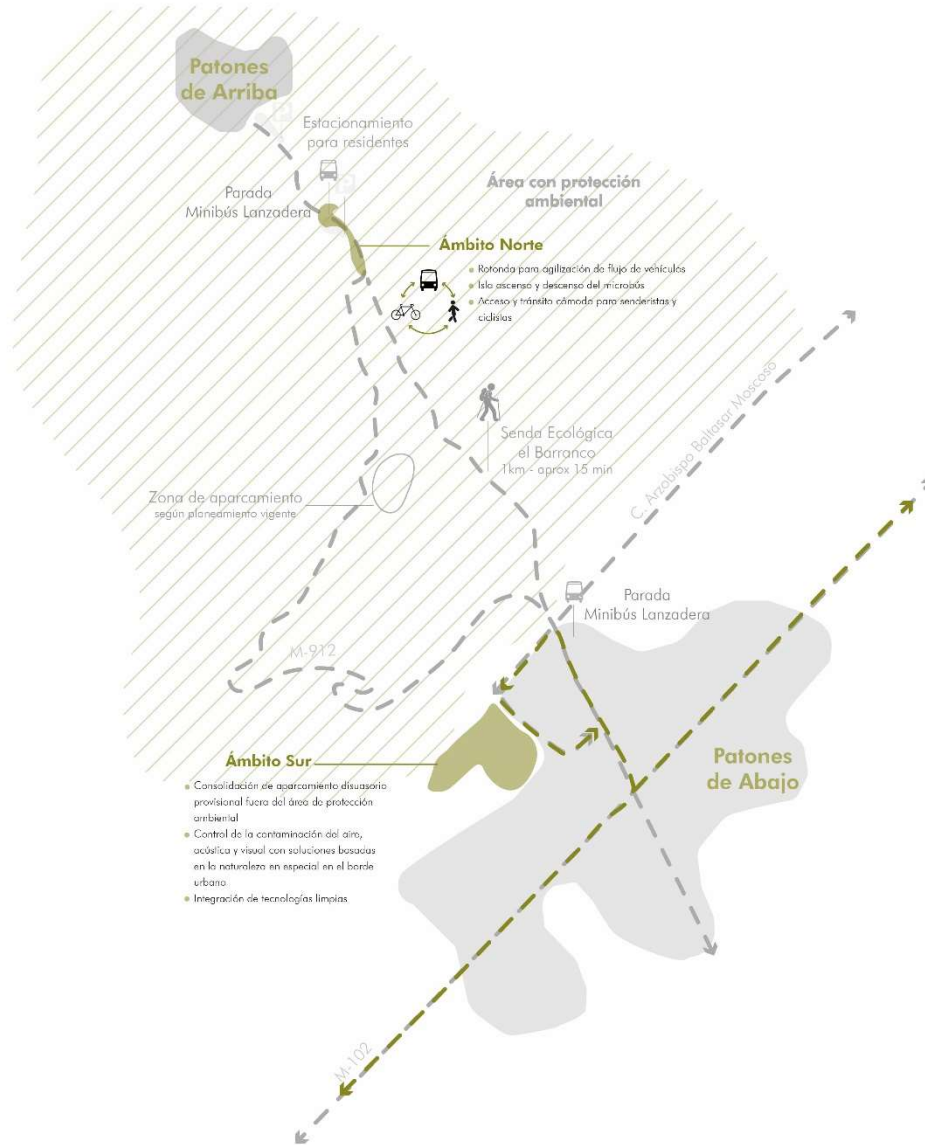 Patones
de Arriba
Estacionamiento
para residentes
Parada
Minibús Lanzadera
Área con protección
ambiental
Ámbito Norte
Rotonda para agilización de flujo de vehículos
Isla ascenso y descenso del microbús
Acceso y tránsito cómodo para senderistas y
ciclistas
C. Arzobispo Baltasar Moscoso
Senda Ecológica
el Barranco
1km - aprox 15 min
Zona de aparcamiento
según planeamiento vigente
Parada
Minibús Lanzadera
M-912
Ámbito Sur
Consolidación de aparcamiento disuasorio
provisional fuera del área de protección
ambiental
Control de la contaminación del aire,
acústica y visual con soluciones basadas
en la naturaleza en especial en el borde
urbano
Integración de tecnologías limpias
Patones
de Abajo
M-102